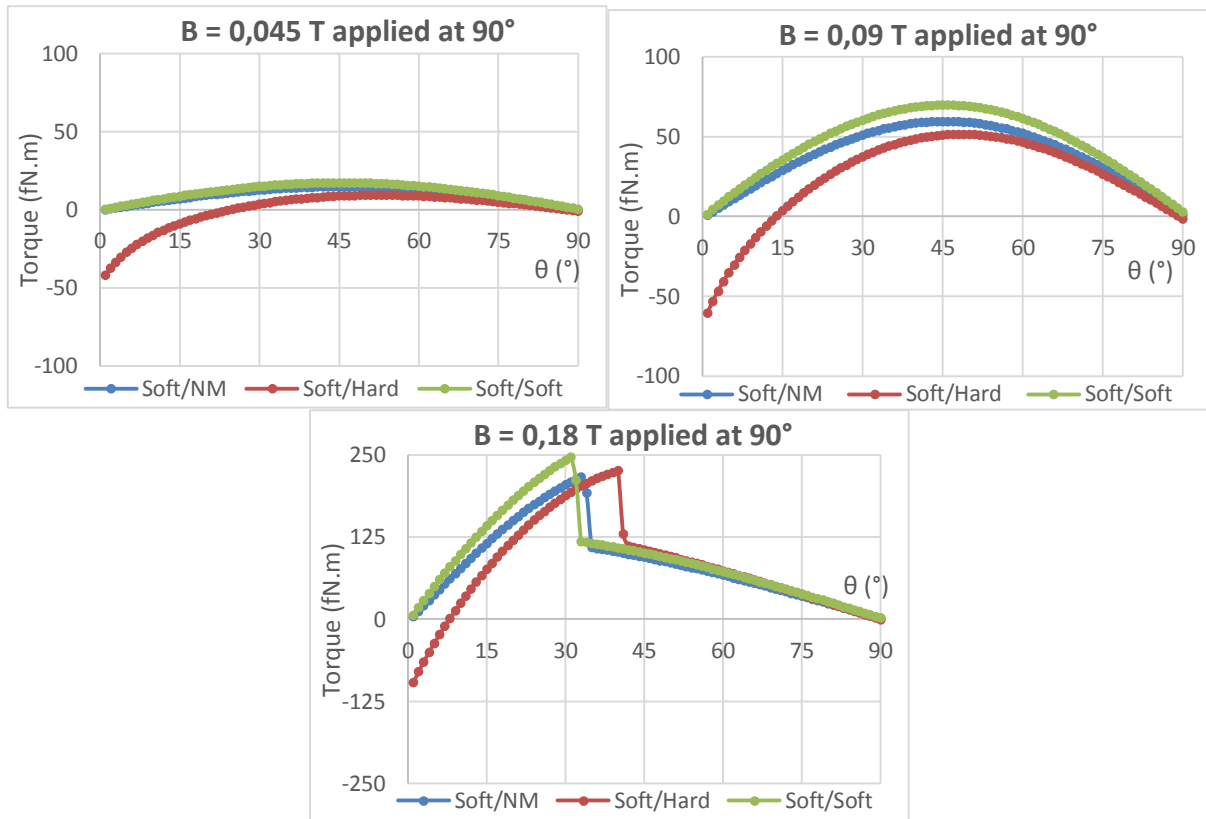 B = 0,045 T applied at 90°
100
50
0
-50
-100
0 15 30 45 60 75 90
Torque (fN.m)
θ (°)
Soft/NM Soft/Hard Soft/Soft
B = 0,09 T applied at 90°
100
50
0
-50
-100
0 15 30 45 60 75 90
Torque (fN.m)
θ (°)
Soft/NM Soft/Hard Soft/Soft
B = 0,18 T applied at 90°
250
125
0
-125
-250
0 15 30 45 60 75 90
Torque (fN.m)
θ (°)
Soft/NM Soft/Hard Soft/Soft